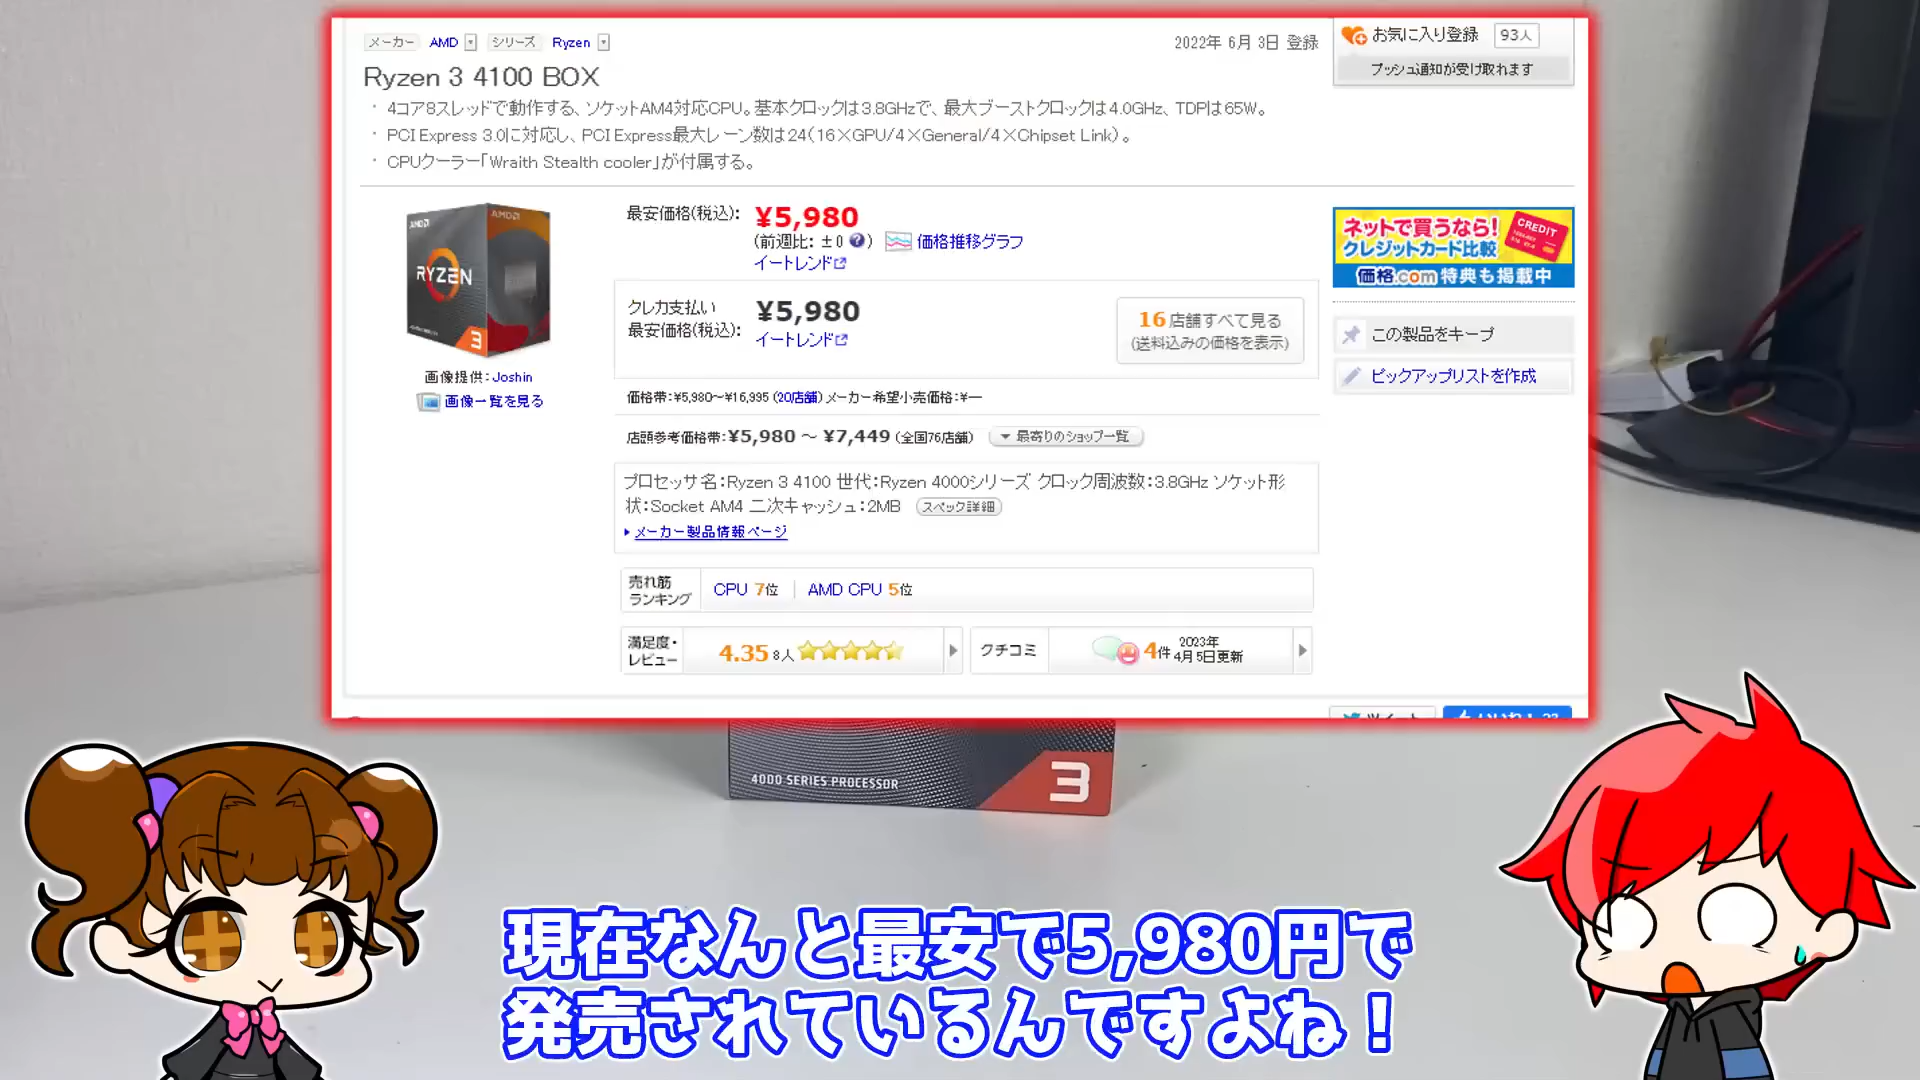 メーカー AMD シリーズ Ryzen
2022年 6月 3日 登録
お気に入り登録 93人
プッシュ通知が受け取れます
Ryzen 3 4100 BOX
・ 4コア8スレッドで動作する、ソケットAM4対応CPU。基本クロックは3.8GHzで、最大ブーストクロックは4.0GHz、TDPは65W。
・ PCI Express 3.0に対応し、PCI Express最大レーン数は24(16×GPU/4×General/4×Chipset Link)。
・ CPUクーラー「Wraith Stealth cooler」が付属する。
AMD AMD
RYZEN
3
画像提供:Joshin
画像一覧を見る
最安価格(税込): ¥5,980
(前週比: ±0 ?) 価格推移グラフ
イートレンド
クレカ支払い
最安価格(税込): ¥5,980
イートレンド
16店舗すべて見る
(送料込みの価格を表示)
価格帯:¥5,980～¥16,995 (20店舗) メーカー希望小売価格:¥―
店頭参考価格帯:¥5,980 ～ ¥7,449 (全国76店舗) 最寄りのショップ一覧
プロセッサ名:Ryzen 3 4100 世代:Ryzen 4000シリーズ クロック周波数:3.8GHz ソケット形
状:Socket AM4 二次キャッシュ:2MB スペック詳細
メーカー製品情報ページ
売れ筋
ランキング
CPU 7位 AMD CPU 5位
満足度・
レビュー
4.35 8人
クチコミ 4件 2023年
4月5日更新
ネットで買うなら!
クレジットカード比較
CREDIT
価格.com 特典も掲載中
この製品をキープ
ピックアップリストを作成
ツイート
いいね! 22
4000 SERIES PROCESSOR
3
現在なんと最安で5,980円で
発売されているんですよね！